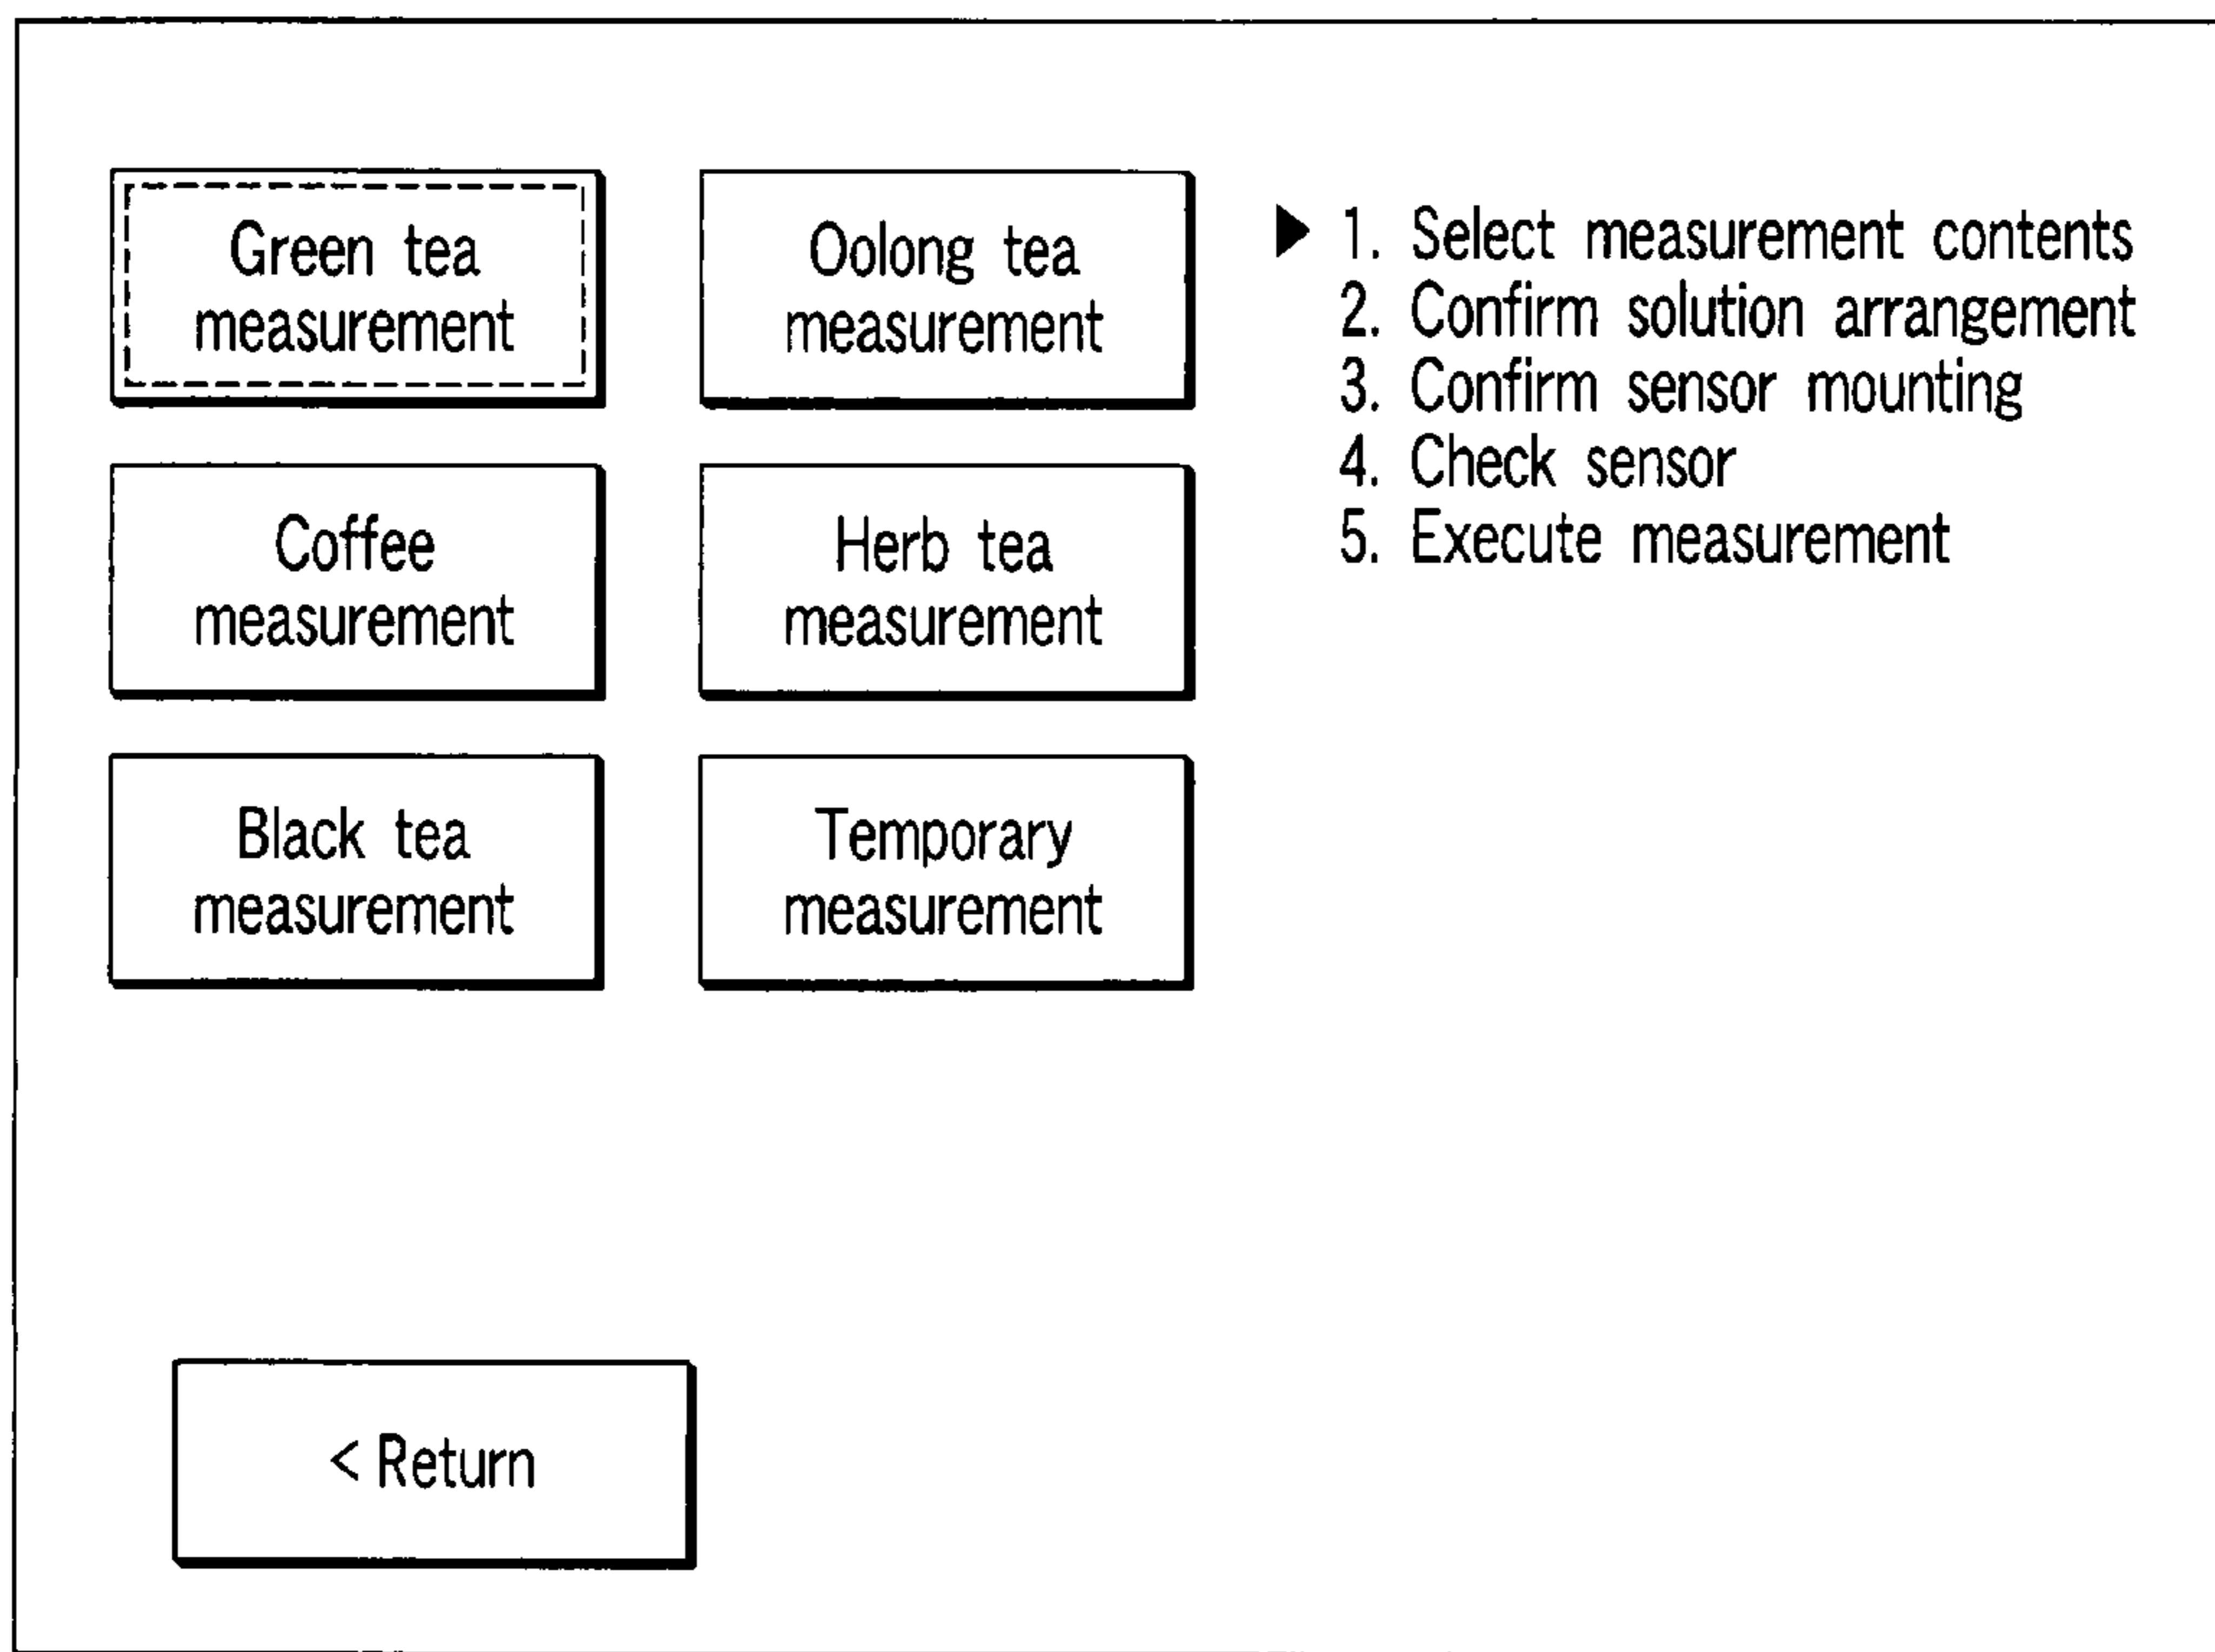 Green tea
measurement
Oolong tea
measurement
Coffee
measurement
Herb tea
measurement
Black tea
measurement
Temporary
measurement
▶ 1. Select measurement contents
2. Confirm solution arrangement
3. Confirm sensor mounting
4. Check sensor
5. Execute measurement
< Return